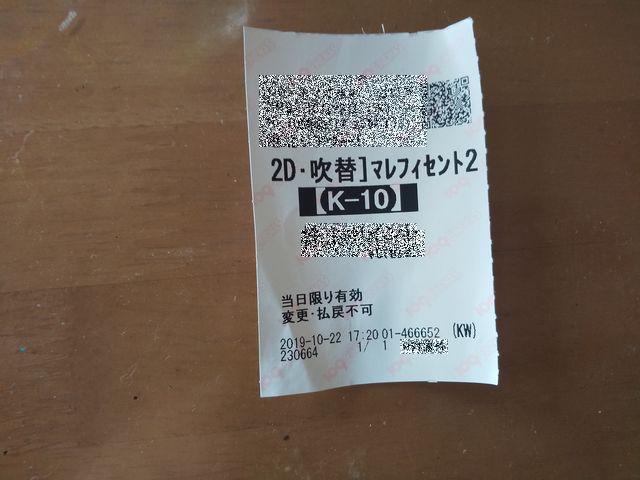 2D・吹替]マレフィセント2
【K-10】
当日限り有効
変更・払戻不可
2019-10-22 17:20 01-466652 (KW)
230664 1/ 1